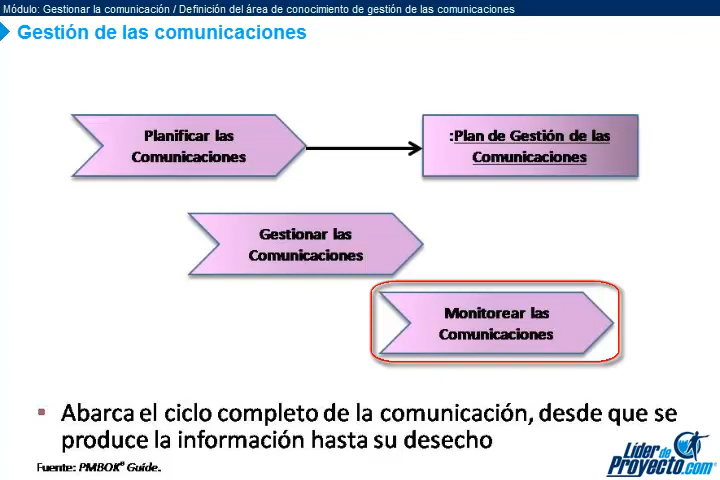 Módulo: Gestionar la comunicación / Definición del área de conocimiento de gestión de las comunicaciones
Gestión de las comunicaciones
Planificar las
Comunicaciones
:Plan de Gestión de las
Comunicaciones
Gestionar las
Comunicaciones
Monitorear las
Comunicaciones
▪ Abarca el ciclo completo de la comunicación, desde que se
produce la información hasta su desecho
Fuente: PMBOK® Guide.
Líder de
Proyecto.com®